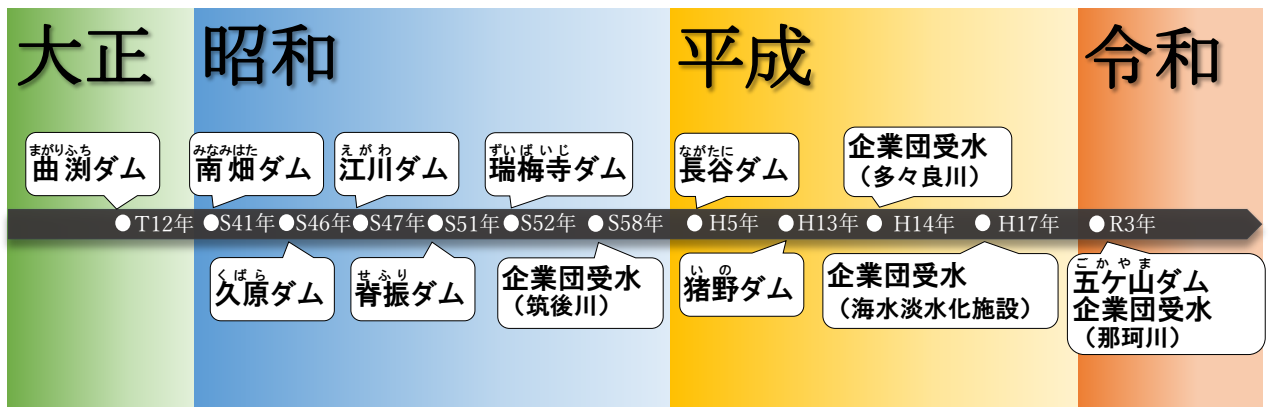 大正
昭和
平成
令和
まがりふち
曲渕ダム
みなみはた
南畑ダム
えがわ
江川ダム
ずいばいじ
瑞梅寺ダム
ながたに
長谷ダム
企業団受水
（多々良川）
●T12年 ●S41年 ●S46年 ●S47年 ●S51年 ●S52年 ●S58年 ●H5年 ●H13年 ●H14年 ●H17年 ●R3年
くばら
久原ダム
せふり
脊振ダム
企業団受水
（筑後川）
いの
猪野ダム
企業団受水
（海水淡水化施設）
ごかやま
五ケ山ダム
企業団受水
（那珂川）